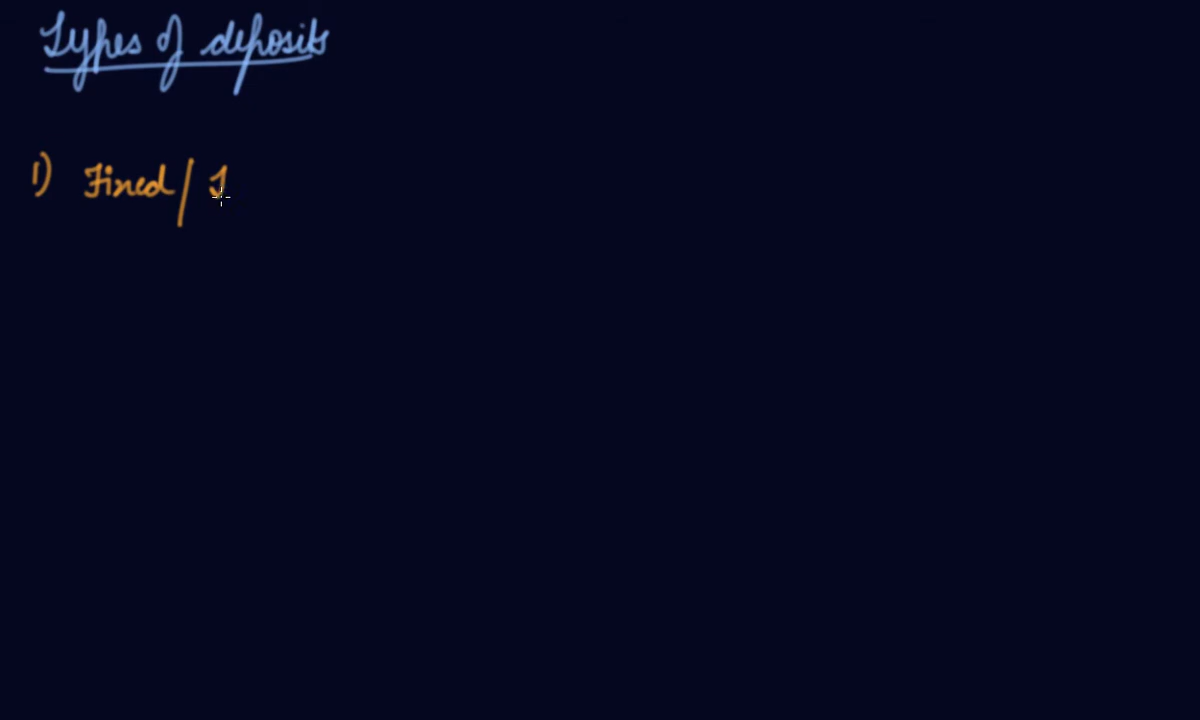 Types of deposits
1) Fixed / T